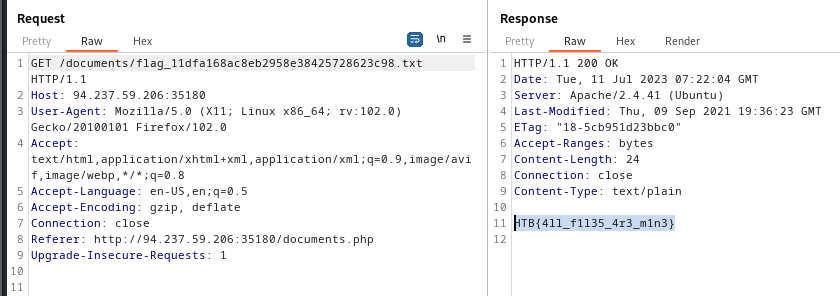 Request
Pretty Raw Hex
\n
1 GET /documents/flag_11dfa168ac8eb2958e38425728623c98.txt
HTTP/1.1
2 Host: 94.237.59.206:35180
3 User-Agent: Mozilla/5.0 (X11; Linux x86_64; rv:102.0)
Gecko/20100101 Firefox/102.0
4 Accept:
text/html,application/xhtml+xml,application/xml;q=0.9,image/avi
f,image/webp,*/*;q=0.8
5 Accept-Language: en-US,en;q=0.5
6 Accept-Encoding: gzip, deflate
7 Connection: close
8 Referer: http://94.237.59.206:35180/documents.php
9 Upgrade-Insecure-Requests: 1
10
11
Response
Pretty Raw Hex Render
1 HTTP/1.1 200 OK
2 Date: Tue, 11 Jul 2023 07:22:04 GMT
3 Server: Apache/2.4.41 (Ubuntu)
4 Last-Modified: Thu, 09 Sep 2021 19:36:23 GMT
5 ETag: "18-5cb951d23bbc0"
6 Accept-Ranges: bytes
7 Content-Length: 24
8 Connection: close
9 Content-Type: text/plain
10
11 HTB{4ll_f1l35_4r3_m1n3}
12